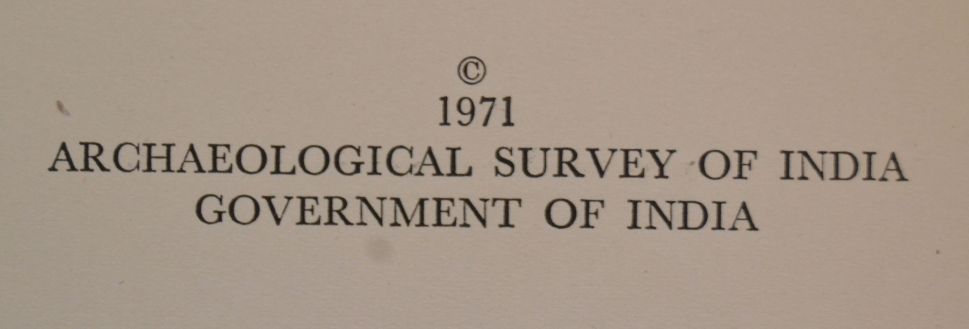 ©
1971
ARCHAEOLOGICAL SURVEY OF INDIA
GOVERNMENT OF INDIA